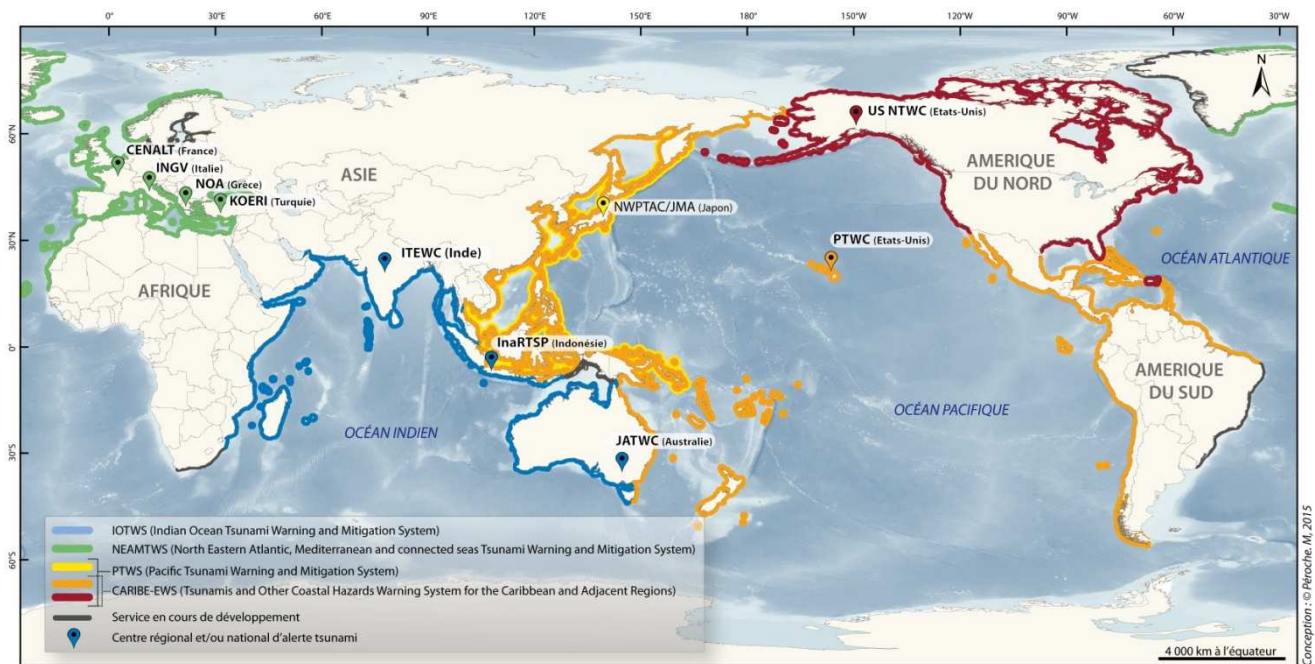 0° 30°E 60°E 90°E 120°E 150°E 180° 150°W 120°W 90°W 60°W 30°W
N
60°N
30°N
0°
30°S
60°S
CENALT (France)
INGV (Italie)
NOA (Grèce)
KOERI (Turquie)
ASIE
AFRIQUE
ITEWC (Inde)
InaRTSP (Indonésie)
NWPTAC/JMA (Japon)
US NTWC (Etats-Unis)
AMÉRIQUE
DU NORD
PTWC (Etats-Unis)
OCÉAN ATLANTIQUE
AMERIQUE
DU SUD
OCÉAN PACIFIQUE
OCÉAN INDIEN
JATWC (Australie)
IOTWS (Indian Ocean Tsunami Warning and Mitigation System)
NEAMTWS (North Eastern Atlantic, Mediterranean and connected seas Tsunami Warning and Mitigation System)
PTWS (Pacific Tsunami Warning and Mitigation System)
CARIBE-EWS (Tsunamis and Other Coastal Hazards Warning System for the Caribbean and Adjacent Regions)
Service en cours de développement
Centre régional et/ou national d'alerte tsunami
4 000 km à l'équateur
Conception : © Péroche. M, 2015